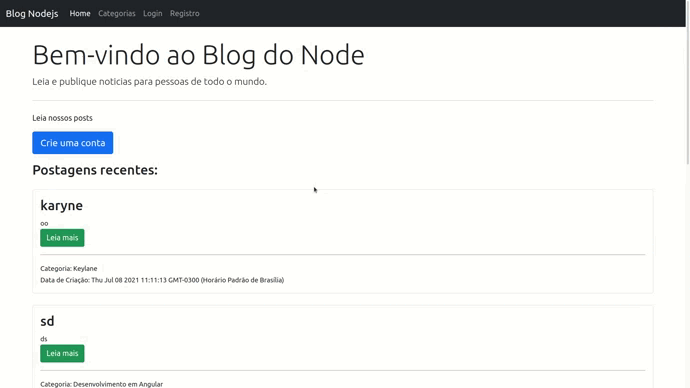 Blog Nodejs Home Categorias Login Registro
Bem-vindo ao Blog do Node
Leia e publique noticias para pessoas de todo o mundo.
Leia nossos posts
Crie uma conta
Postagens recentes:
karyne
oo
Leia mais
Categoria: Keylane
Data de Criação: Thu Jul 08 2021 11:11:13 GMT-0300 (Horário Padrão de Brasília)
sd
ds
Leia mais
Categoria: Desenvolvimento em Angular